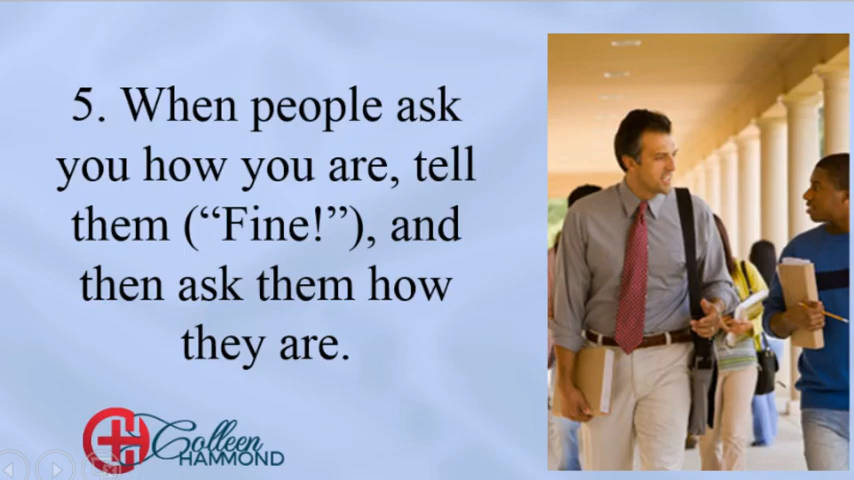 5. When people ask
you how you are, tell
them (“Fine!”), and
then ask them how
they are.
Colleen
HAMMOND